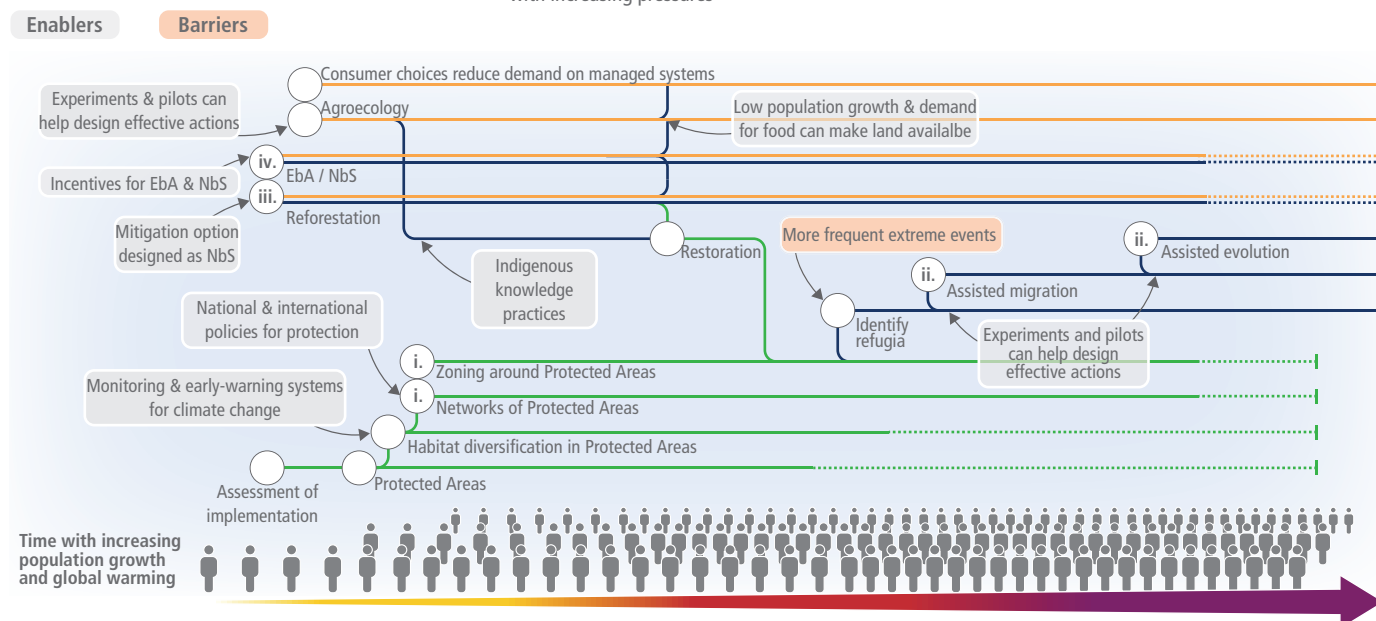 with increasing pressures
Enablers
Barriers
Consumer choices reduce demand on managed systems
Experiments & pilots can
help design effective actions
Agroecology
Low population growth & demand
for food can make land availalbe
iv.
EbA / NbS
Incentives for EbA & NbS
iii.
Reforestation
Mitigation option
designed as NbS
More frequent extreme events
Restoration
ii.
Assisted evolution
Indigenous
knowledge
practices
ii.
Assisted migration
National & international
policies for protection
Identify
refugia
Experiments and pilots
can help design
effective actions
i.
Zoning around Protected Areas
Monitoring & early-warning systems
for climate change
i.
Networks of Protected Areas
Habitat diversification in Protected Areas
Protected Areas
Assessment of
implementation
Time with increasing
population growth
and global warming